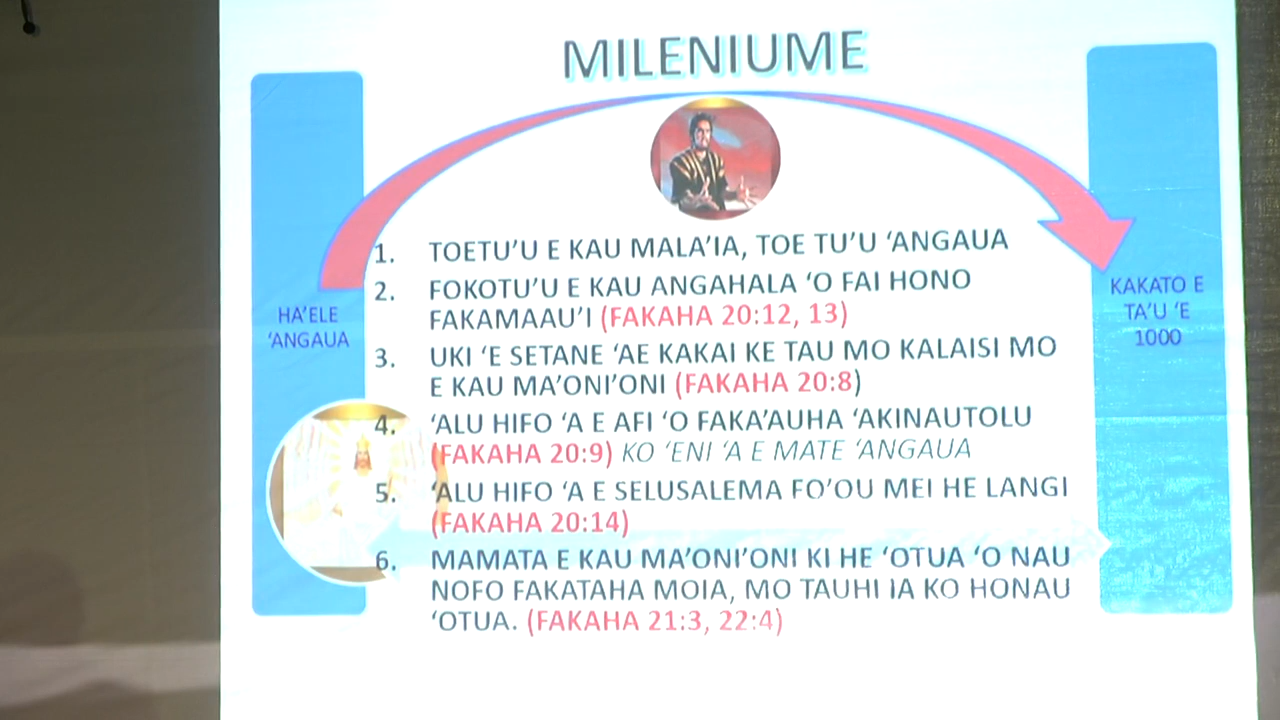 MILENIUME
1. TOETU’U E KAU MALA’IA, TOE TU’U ‘ANGAUA
2. FOKOTU’U E KAU ANGAHALA ‘O FAI HONO
FAKAMAAU’I (FAKAHA 20:12, 13)
3. UKI ‘E SETANE ‘AE KAKAI KE TAU MO KALAISI MO
E KAU MA’ONI’ONI (FAKAHA 20:8)
4. ‘ALU HIFO ‘A E AFI ‘O FAKA’AUHA ‘AKINAUTOLU
(FAKAHA 20:9) KO ‘ENI ‘A E MATE ‘ANGAUA
5. ‘ALU HIFO ‘A E SELUSALEMA FO’OU MEI HE LANGI
(FAKAHA 20:14)
6. MAMATA E KAU MA’ONI’ONI KI HE ‘OTUA ‘O NAU
NOFO FAKATAHA MOIA, MO TAUHI IA KO HONAU
‘OTUA. (FAKAHA 21:3, 22:4)
HA’ELE
‘ANGAUA
KAKATO E
TA’U ‘E
1000